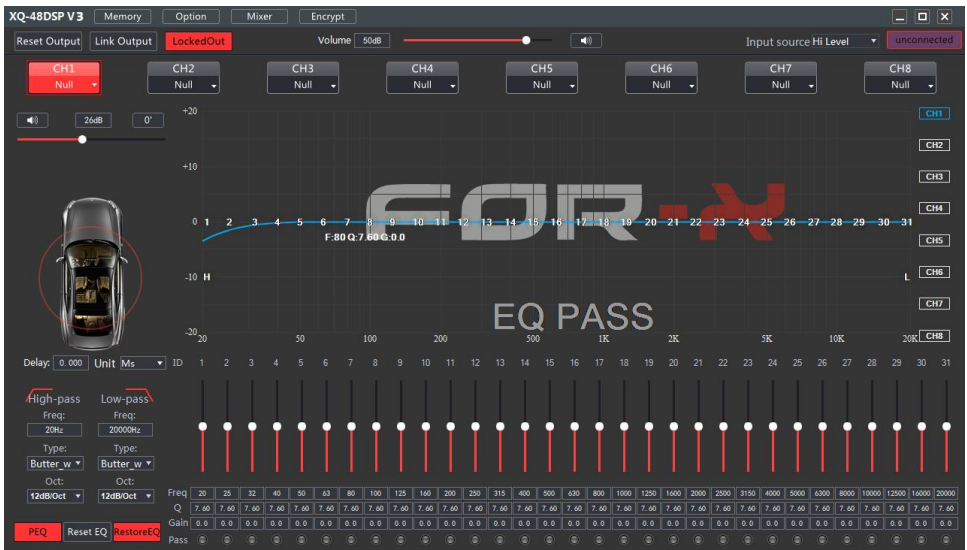 XQ-48DSP V3 Memory Option Mixer Encrypt
Reset Output Link Output LockedOut Volume 50dB Input source Hi Level unconnected
CH1 CH2 CH3 CH4 CH5 CH6 CH7 CH8
Null Null Null Null Null Null Null Null
26dB 0°
+20 CH1
CH2
+10
CH3
FOR-X
CH4
0 1 2 3 4 5 6 7 8 9 10 11 12 13 14 15 16 17 18 19 20 21 22 23 24 25 26 27 28 29 30 31
F:80 Q:7.60 G:0.0
CH5
-10 H L CH6
CH7
EQ PASS
-20 CH8
20 50 100 200 500 1K 2K 5K 10K 20K
Delay: 0.000 Unit Ms ID 1 2 3 4 5 6 7 8 9 10 11 12 13 14 15 16 17 18 19 20 21 22 23 24 25 26 27 28 29 30 31
High-pass Low-pass
Freq: Freq:
20Hz 20000Hz
Type: Type:
Butter_w Butter_w
Oct: Oct:
12dB/Oct 12dB/Oct
Freq 20 25 32 40 50 63 80 100 125 160 200 250 315 400 500 630 800 1000 1250 1600 2000 2500 3150 4000 5000 6300 8000 10000 12500 16000 20000
Q 7.60 7.60 7.60 7.60 7.60 7.60 7.60 7.60 7.60 7.60 7.60 7.60 7.60 7.60 7.60 7.60 7.60 7.60 7.60 7.60 7.60 7.60 7.60 7.60 7.60 7.60 7.60 7.60 7.60 7.60 7.60
Gain 0.0 0.0 0.0 0.0 0.0 0.0 0.0 0.0 0.0 0.0 0.0 0.0 0.0 0.0 0.0 0.0 0.0 0.0 0.0 0.0 0.0 0.0 0.0 0.0 0.0 0.0 0.0 0.0 0.0 0.0 0.0
PEQ Reset EQ RestoreEQ
Pass